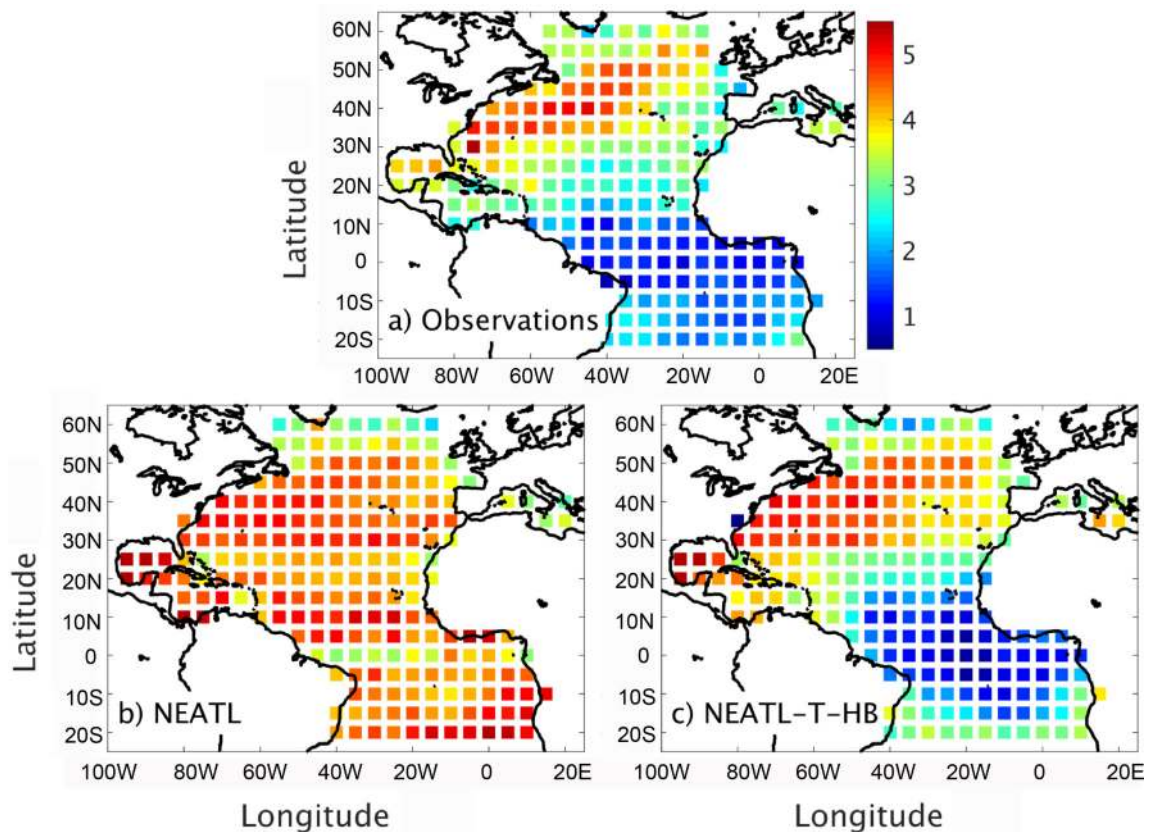 60N
50N
40N
30N
20N
10N
0
10S
20S
Latitude
a) Observations
100W 80W 60W 40W 20W 0 20E
5
4
3
2
1
60N
50N
40N
30N
20N
10N
0
10S
20S
Latitude
b) NEATL
100W 80W 60W 40W 20W 0 20E
Longitude
60N
50N
40N
30N
20N
10N
0
10S
20S
c) NEATL-T-HB
100W 80W 60W 40W 20W 0 20E
Longitude